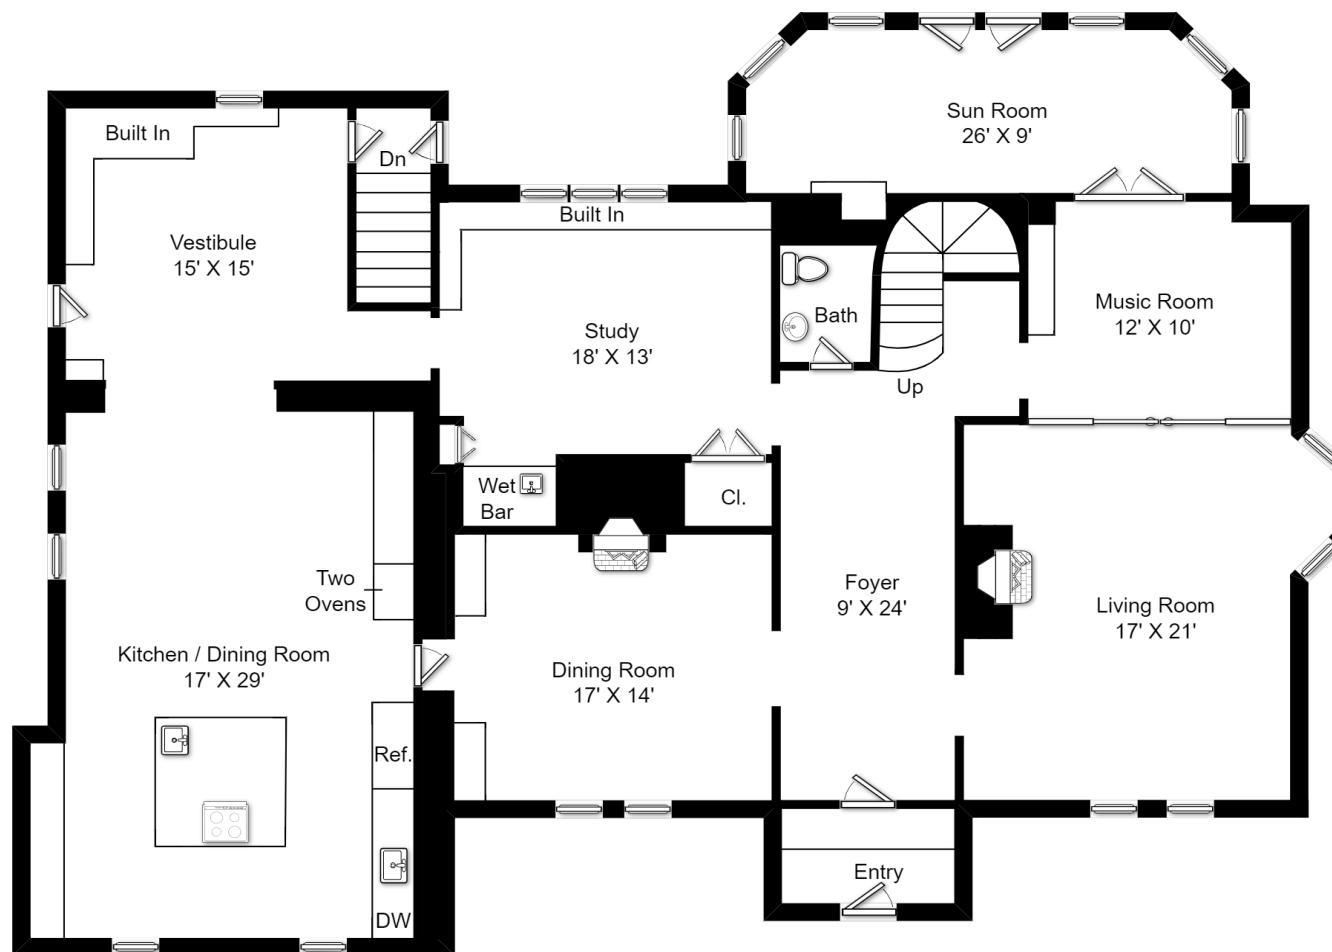 Sun Room
26' X 9'
Built In
Dn
Built In
Vestibule
15' X 15'
Study
18' X 13'
Bath
Music Room
12' X 10'
Up
Wet
Bar
Cl.
Two
Ovens
Foyer
9' X 24'
Living Room
17' X 21'
Kitchen / Dining Room
17' X 29'
Dining Room
17' X 14'
Ref.
Entry
DW